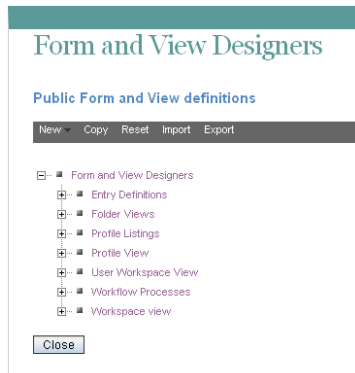 Form and View Designers
Public Form and View definitions
New Copy Reset Import Export
Form and View Designers
Entry Definitions
Folder Views
Profile Listings
Profile View
User Workspace View
Workflow Processes
Workspace view
Close